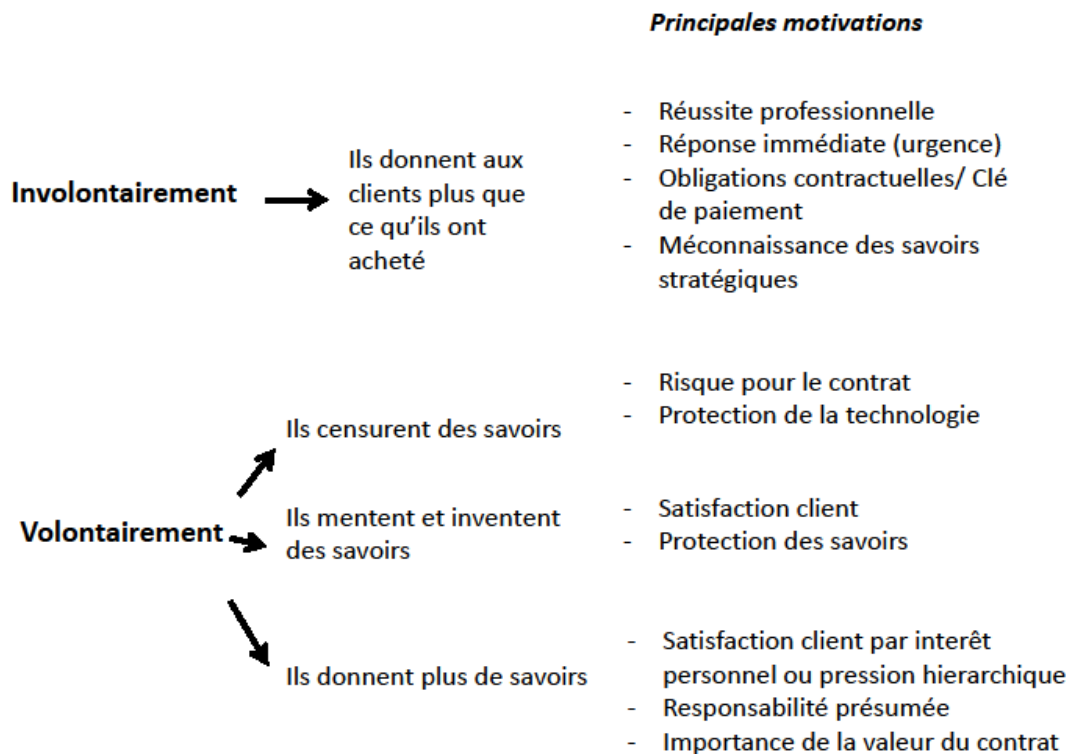 Principales motivations
Involontairement
Ils donnent aux
clients plus que
ce qu'ils ont
acheté
- Réussite professionnelle
- Réponse immédiate (urgence)
- Obligations contractuelles/ Clé
de paiement
- Méconnaissance des savoirs
stratégiques
Volontairement
Ils censurent des savoirs
- Risque pour le contrat
- Protection de la technologie
Ils mentent et inventent
des savoirs
- Satisfaction client
- Protection des savoirs
Ils donnent plus de savoirs
- Satisfaction client par interêt
personnel ou pression hierarchique
- Responsabilité présumée
- Importance de la valeur du contrat